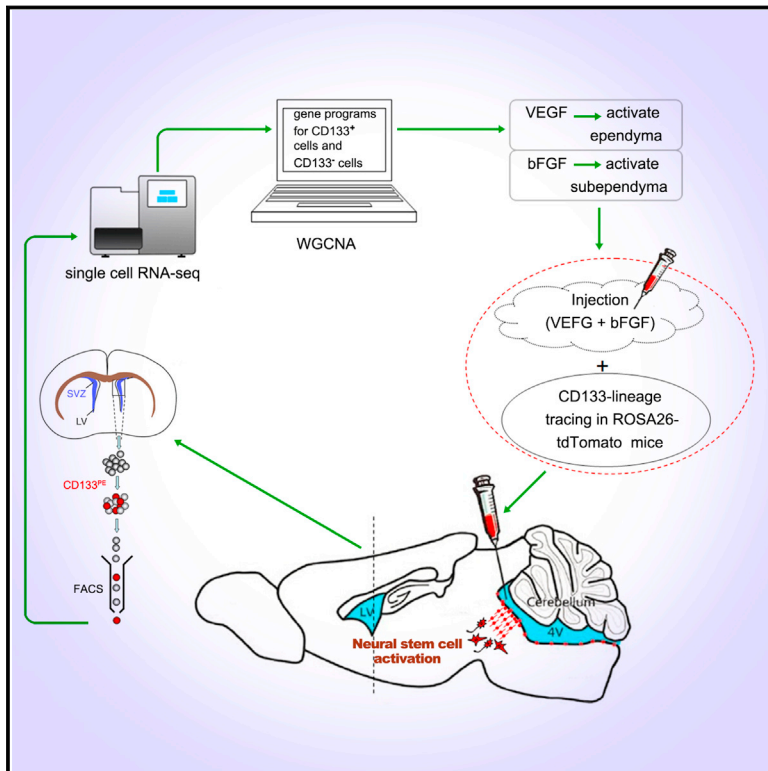 gene programs
for CD133⁺
cells and
CD133⁻ cells
WGCNA
single cell RNA-seq
VEGF → activate
ependyma
bFGF → activate
subependyma
Injection
(VEFG + bFGF)
+
CD133-lineage
tracing in ROSA26-
tdTomato mice
SVZ
LV
CD133ᴾᴱ
FACS
LV
Cerebellum
4V
Neural stem cell
activation